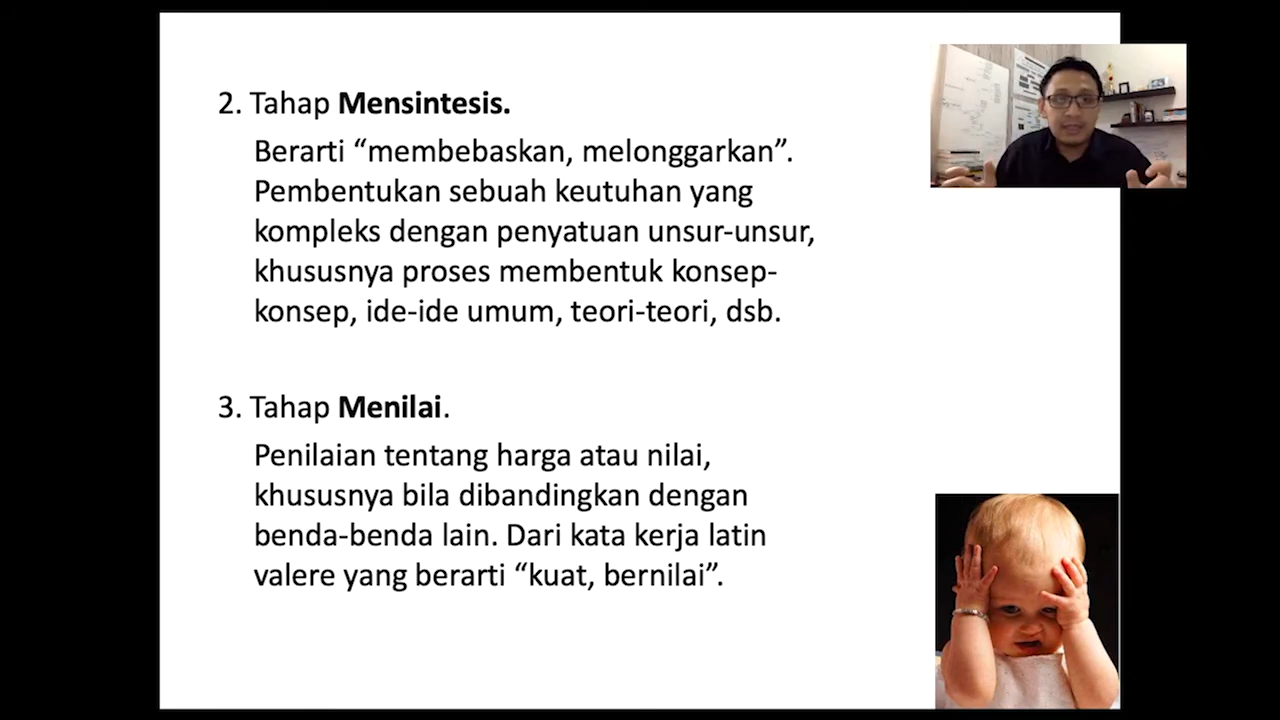 2. Tahap Mensintesis.
Berarti “membebaskan, melonggarkan”.
Pembentukan sebuah keutuhan yang
kompleks dengan penyatuan unsur-unsur,
khususnya proses membentuk konsep-
konsep, ide-ide umum, teori-teori, dsb.
3. Tahap Menilai.
Penilaian tentang harga atau nilai,
khususnya bila dibandingkan dengan
benda-benda lain. Dari kata kerja latin
valere yang berarti “kuat, bernilai”.